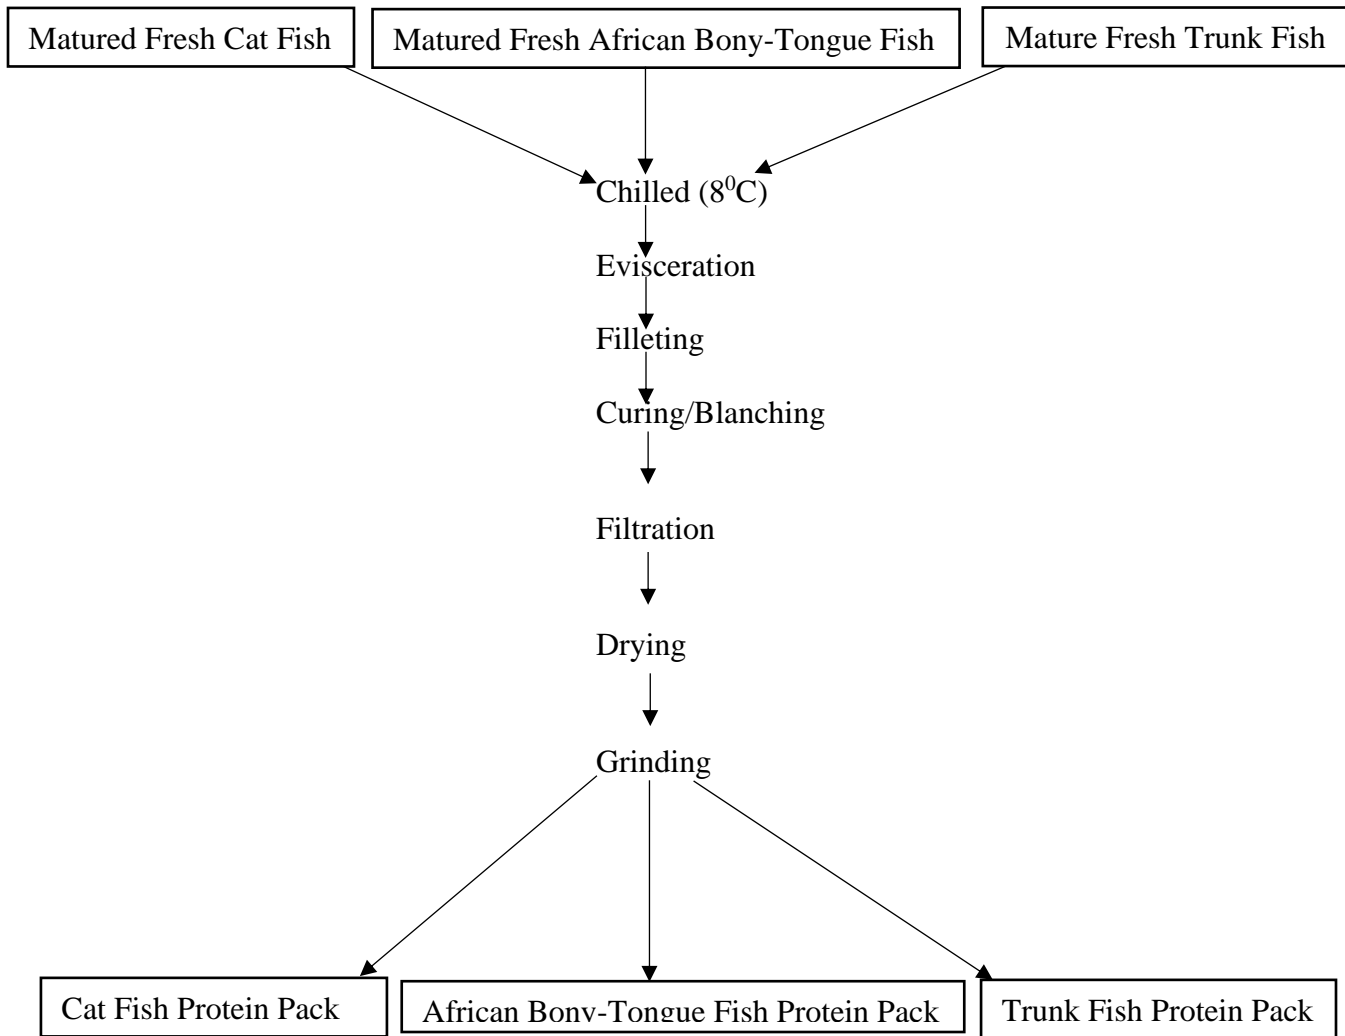 Matured Fresh Cat Fish
Matured Fresh African Bony-Tongue Fish
Mature Fresh Trunk Fish
Chilled (8⁰C)
Evisceration
Filleting
Curing/Blanching
Filtration
Drying
Grinding
Cat Fish Protein Pack
African Bony-Tongue Fish Protein Pack
Trunk Fish Protein Pack